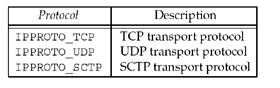 Protocol Description
IPPROTO_TCP TCP transport protocol
IPPROTO_UDP UDP transport protocol
IPPROTO_SCTP SCTP transport protocol